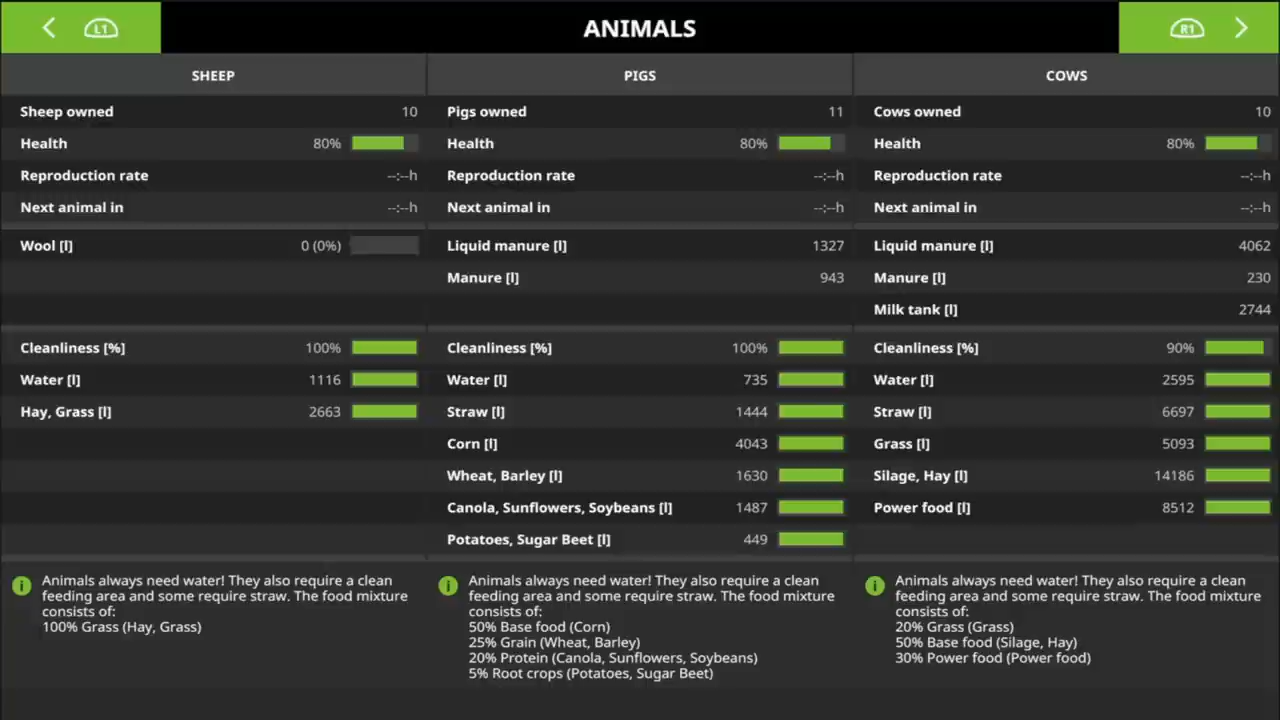 L1
ANIMALS
R1
SHEEP
Sheep owned 10
Health 80%
Reproduction rate --:--h
Next animal in --:--h
Wool [l] 0 (0%)
Cleanliness [%] 100%
Water [l] 1116
Hay, Grass [l] 2663
Animals always need water! They also require a clean
feeding area and some require straw. The food mixture
consists of:
100% Grass (Hay, Grass)
PIGS
Pigs owned 11
Health 80%
Reproduction rate --:--h
Next animal in --:--h
Liquid manure [l] 1327
Manure [l] 943
Cleanliness [%] 100%
Water [l] 735
Straw [l] 1444
Corn [l] 4043
Wheat, Barley [l] 1630
Canola, Sunflowers, Soybeans [l] 1487
Potatoes, Sugar Beet [l] 449
Animals always need water! They also require a clean
feeding area and some require straw. The food mixture
consists of:
50% Base food (Corn)
25% Grain (Wheat, Barley)
20% Protein (Canola, Sunflowers, Soybeans)
5% Root crops (Potatoes, Sugar Beet)
COWS
Cows owned 10
Health 80%
Reproduction rate --:--h
Next animal in --:--h
Liquid manure [l] 4062
Manure [l] 230
Milk tank [l] 2744
Cleanliness [%] 90%
Water [l] 2595
Straw [l] 6697
Grass [l] 5093
Silage, Hay [l] 14186
Power food [l] 8512
Animals always need water! They also require a clean
feeding area and some require straw. The food mixture
consists of:
20% Grass (Grass)
50% Base food (Silage, Hay)
30% Power food (Power food)